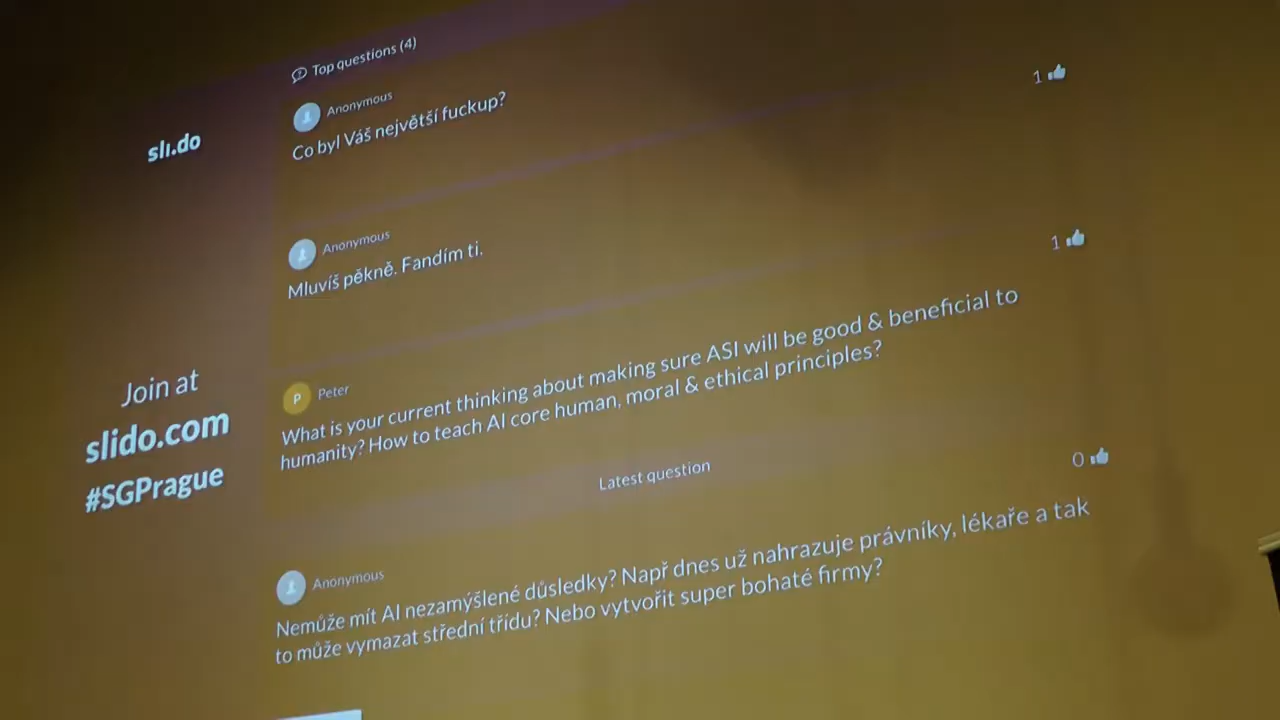 Top questions (4)
Anonymous
1
Co byl Váš největší fuckup?
sli.do
Anonymous
1
Mluvíš pěkně. Fandím ti.
Peter
What is your current thinking about making sure ASI will be good & beneficial to
humanity? How to teach AI core human, moral & ethical principles?
Join at
slido.com
#SGPrague
Latest question
0
Anonymous
Nemůže mít AI nezamýšlené důsledky? Např dnes už nahrazuje právníky, lékaře a tak
to může vymazat střední třídu? Nebo vytvořit super bohaté firmy?